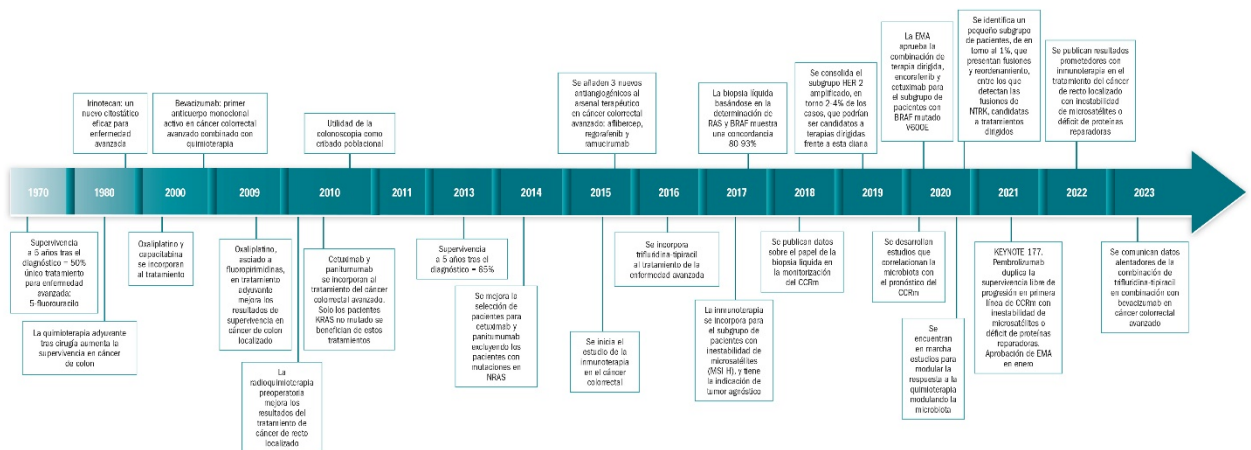 Irinotecan: un
nuevo citostático
eficaz para
enfermedad
avanzada
Bevacizumab: primer
anticuerpo monoclonal
activo en cáncer colorrectal
avanzado combinado con
quimioterapia
Utilidad de la
colonoscopia como
cribado poblacional
Se añaden 3 nuevos
antiangiogénicos al
arsenal terapéutico
en cáncer colorrectal
avanzado: aflibercep,
regorafenib y
ramucirumab
La biopsia líquida
basándose en la
determinación de
RAS y BRAF muestra
una concordancia
80 93%
Se consolida el
subgrupo HER 2
amplificado, en
torno 2-4% de los
casos, que podrían
ser candidatos a
terapias dirigidas
frente a esta diana
La EMA
aprueba la
combinación de
terapia dirigida,
encorafenib y
cetuximab para
el subgrupo de
pacientes con
BRAF mutado
V600E
Se identifica un
pequeño subgrupo
de pacientes, de en
torno al 1%, que
presentan fusiones y
reordenamiento,
entre los que
detectan las
fusiones de
NTRK, candidatas
a tratamientos
dirigidos
Se publican resultados
prometedores con
inmunoterapia en el
tratamiento del cáncer
de recto localizado
con inestabilidad
de microsatélites o
déficit de proteínas
reparadoras
1970
1980
2000
2009
2010
2011
2013
2014
2015
2016
2017
2018
2019
2020
2021
2022
2023
Supervivencia
a 5 años tras el
diagnóstico = 50%
único tratamiento
para enfermedad
avanzada:
5-fluorouracilo
La quimioterapia adyuvante
tras cirugía aumenta la
supervivencia en cáncer
de colon
Oxaliplatino y
capacitabina
se incorporan al
tratamiento
Oxaliplatino,
asociado a
fluoropirimidinas,
en tratamiento
adyuvante
mejora los
resultados de
supervivencia en
cáncer de colon
localizado
La
radioquimioterapia
preoperatoria
mejora los
resultados del
tratamiento de
cáncer de recto
localizado
Cetuximab y
panitumumab
se incorporan al
tratamiento del cáncer
colorrectal avanzado.
Solo los pacientes
KRAS no mutado se
benefician de estos
tratamientos
Supervivencia
a 5 años tras el
diagnóstico = 65%
Se mejora la
selección de
pacientes para
cetuximab y
panitumumab
excluyendo los
pacientes con
mutaciones en
NRAS
Se inicia el
estudio de la
inmunoterapia
en el cáncer
colorrectal
Se incorpora
trifluridina-tipiracil
al tratamiento de la
enfermedad avanzada
La inmunoterapia
se incorpora para
el subgrupo de
pacientes con
inestabilidad de
microsatélites
(MSI H), y tiene
la indicación de
tumor agnóstico
Se publican datos
sobre el papel de la
biopsia líquida en
la monitorización
del CCRm
Se desarrollan
estudios que
correlacionan la
microbiota con
el pronóstico del
CCRm
Se
encuentran
en marcha
estudios para
modular la
respuesta a la
quimioterapia
modulando la
microbiota
KEYNOTE 177.
Pembrolizumab
duplica la
supervivencia libre de
progresión en primera
línea de CCRm con
inestabilidad de
microsatélites o
déficit de proteínas
reparadoras.
Aprobación de EMA
en enero
Se comunican datos
alentadores de la
combinación de
trifluridina-tipiracil
en combinación con
bevacizumab en
cáncer colorrectal
avanzado